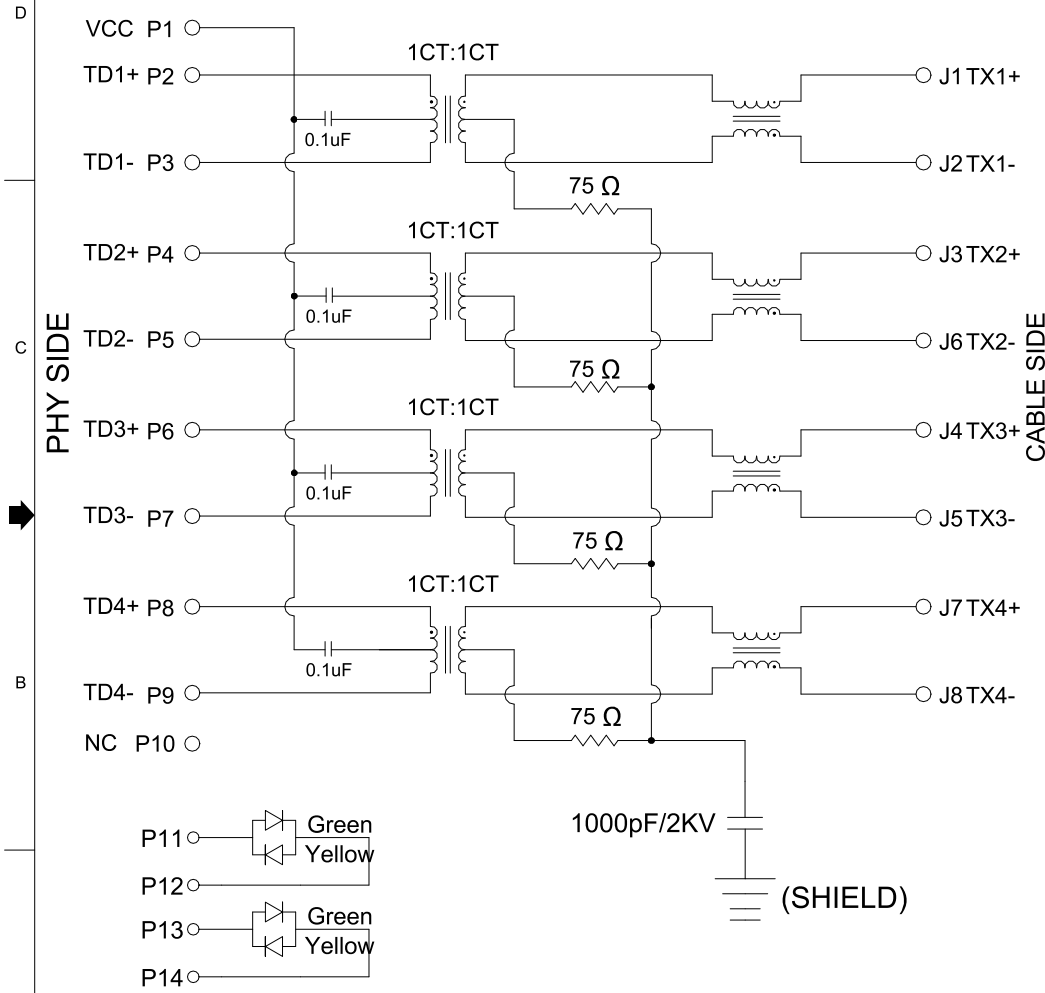 D
VCC P1
1CT:1CT
TD1+ P2
J1 TX1+
0.1uF
TD1- P3
J2 TX1-
75 Ω
1CT:1CT
TD2+ P4
J3 TX2+
0.1uF
PHY SIDE
C
TD2- P5
J6 TX2-
CABLE SIDE
75 Ω
1CT:1CT
TD3+ P6
J4 TX3+
0.1uF
TD3- P7
J5 TX3-
75 Ω
1CT:1CT
TD4+ P8
J7 TX4+
0.1uF
B
TD4- P9
J8 TX4-
75 Ω
NC P10
1000pF/2KV
P11
Green
Yellow
P12
(SHIELD)
P13
Green
Yellow
P14